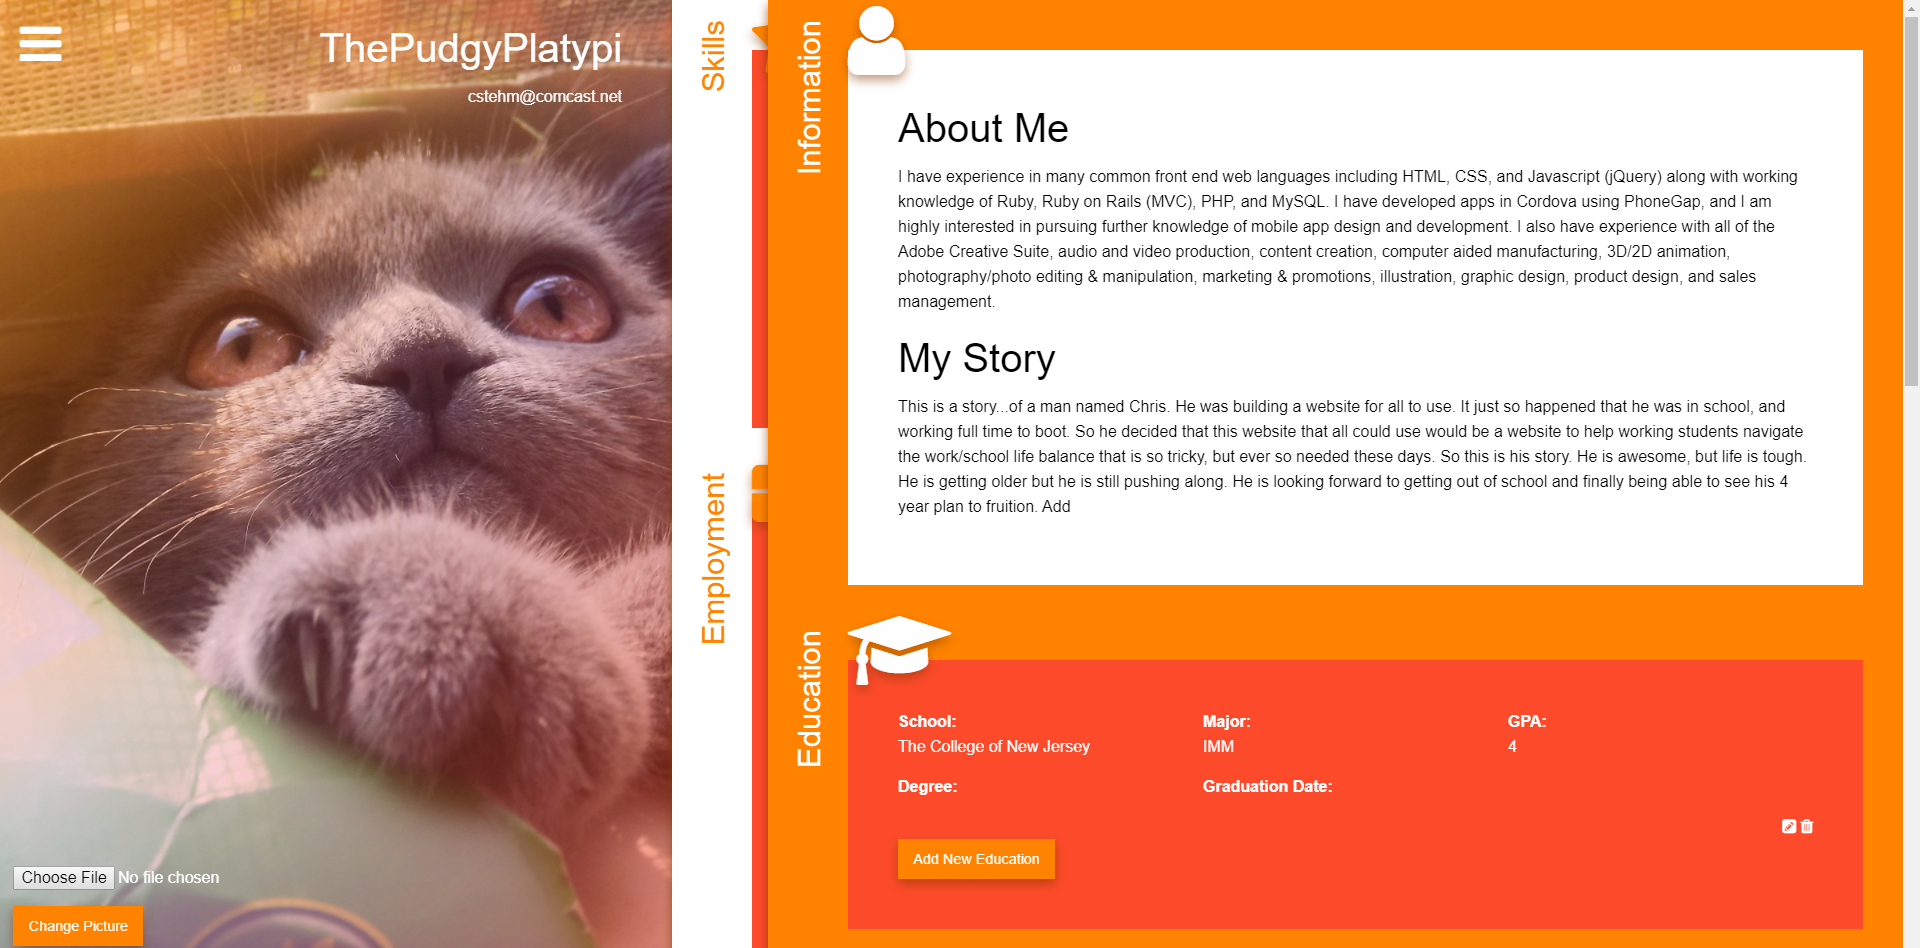 ThePudgyPlatypi
cstehm@comcast.net
Choose File No file chosen
Change Picture
Skills
Employment
Information
About Me
I have experience in many common front end web languages including HTML, CSS, and Javascript (jQuery) along with working
knowledge of Ruby, Ruby on Rails (MVC), PHP, and MySQL. I have developed apps in Cordova using PhoneGap, and I am
highly interested in pursuing further knowledge of mobile app design and development. I also have experience with all of the
Adobe Creative Suite, audio and video production, content creation, computer aided manufacturing, 3D/2D animation,
photography/photo editing & manipulation, marketing & promotions, illustration, graphic design, product design, and sales
management.
My Story
This is a story...of a man named Chris. He was building a website for all to use. It just so happened that he was in school, and
working full time to boot. So he decided that this website that all could use would be a website to help working students navigate
the work/school life balance that is so tricky, but ever so needed these days. So this is his story. He is awesome, but life is tough.
He is getting older but he is still pushing along. He is looking forward to getting out of school and finally being able to see his 4
year plan to fruition. Add
Education
School: Major: GPA:
The College of New Jersey IMM 4
Degree: Graduation Date:
Add New Education